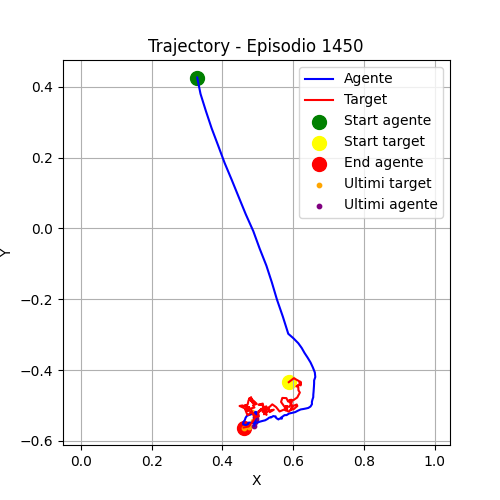 Trajectory - Episodio 1450
Agente
Target
Start agente
Start target
End agente
Ultimi target
Ultimi agente
0.4
0.2
0.0
−0.2
−0.4
−0.6
Y
0.0 0.2 0.4 0.6 0.8 1.0
X